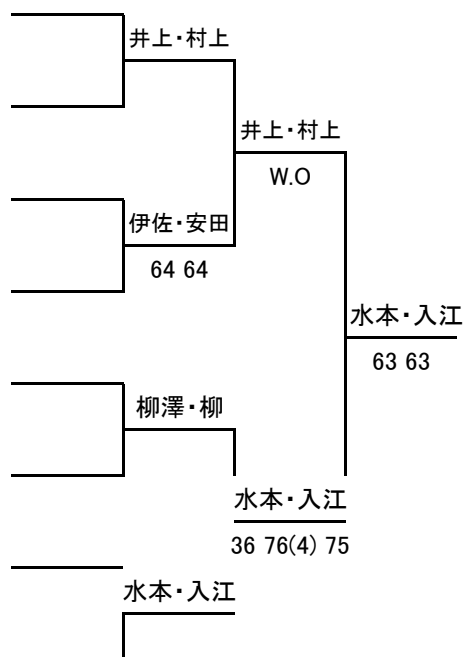 井上・村上
井上・村上
W.O
伊佐・安田
64 64
水本・入江
63 63
柳澤・柳
水本・入江
36 76(4) 75
水本・入江